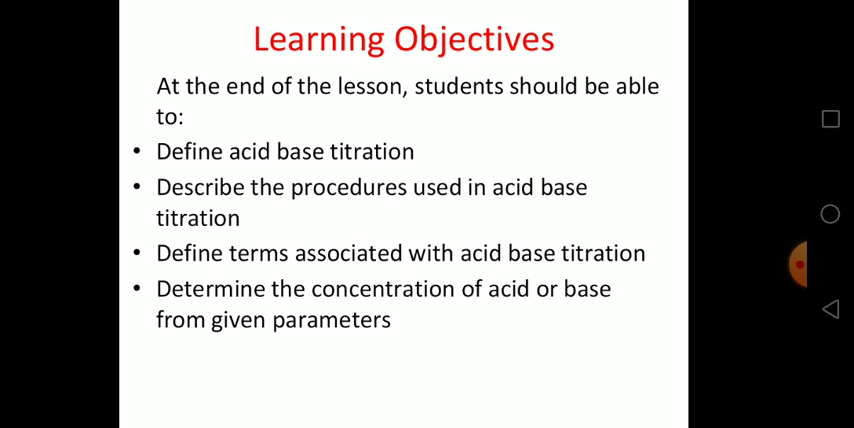 Learning Objectives
At the end of the lesson, students should be able
to:
• Define acid base titration
• Describe the procedures used in acid base
titration
• Define terms associated with acid base titration
• Determine the concentration of acid or base
from given parameters